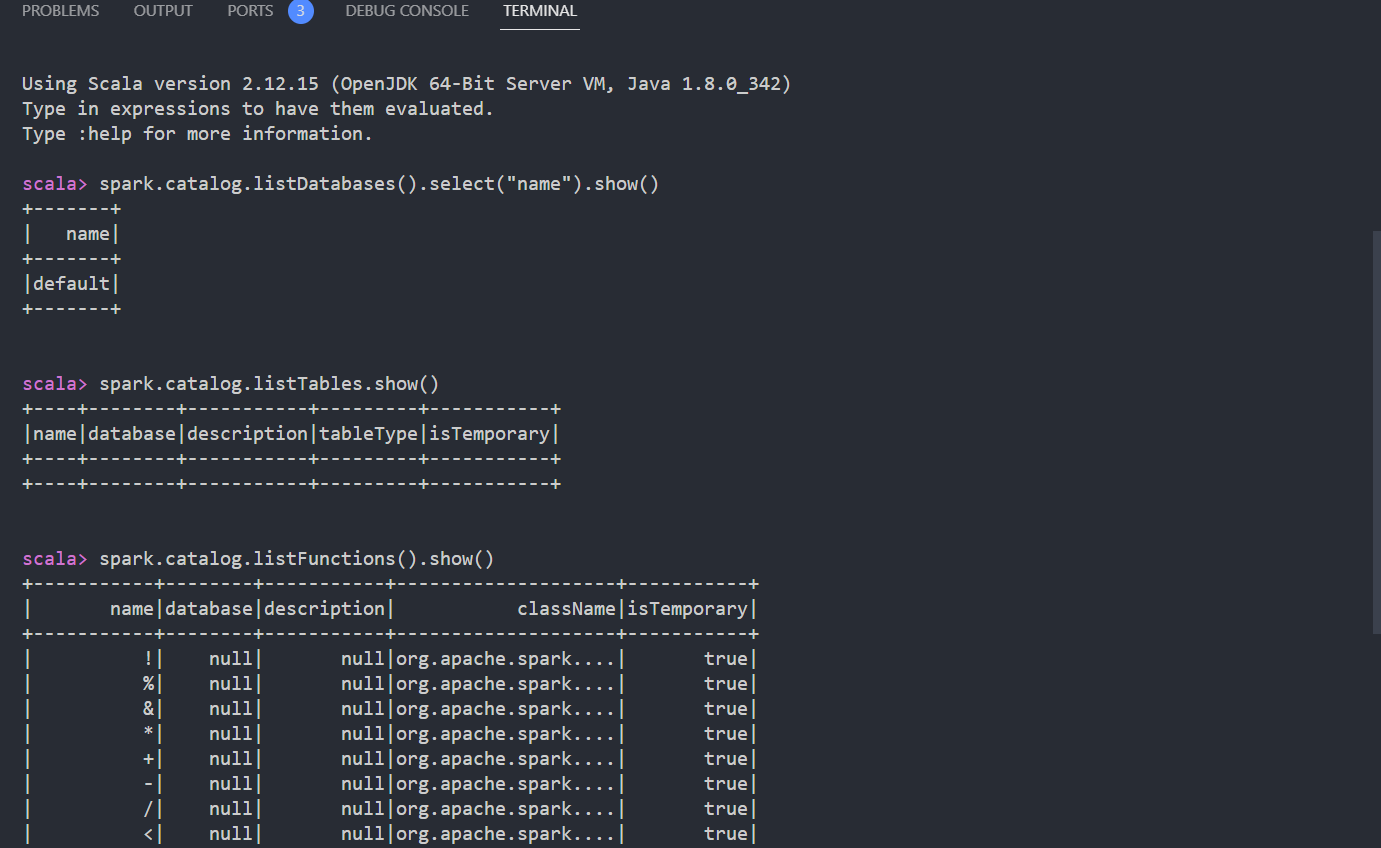 PROBLEMS OUTPUT PORTS 3 DEBUG CONSOLE TERMINAL
Using Scala version 2.12.15 (OpenJDK 64-Bit Server VM, Java 1.8.0_342)
Type in expressions to have them evaluated.
Type :help for more information.
scala> spark.catalog.listDatabases().select("name").show()
+-------+
|   name|
+-------+
|default|
+-------+
scala> spark.catalog.listTables.show()
+----+--------+-----------+---------+-----------+
|name|database|description|tableType|isTemporary|
+----+--------+-----------+---------+-----------+
+----+--------+-----------+---------+-----------+
scala> spark.catalog.listFunctions().show()
+-----------+--------+-----------+--------------------+-----------+
|       name|database|description|           className|isTemporary|
+-----------+--------+-----------+--------------------+-----------+
|          !|    null|       null|org.apache.spark....|       true|
|          %|    null|       null|org.apache.spark....|       true|
|          &|    null|       null|org.apache.spark....|       true|
|          *|    null|       null|org.apache.spark....|       true|
|          +|    null|       null|org.apache.spark....|       true|
|          -|    null|       null|org.apache.spark....|       true|
|          /|    null|       null|org.apache.spark....|       true|
|          <|    null|       null|org.apache.spark....|       true|